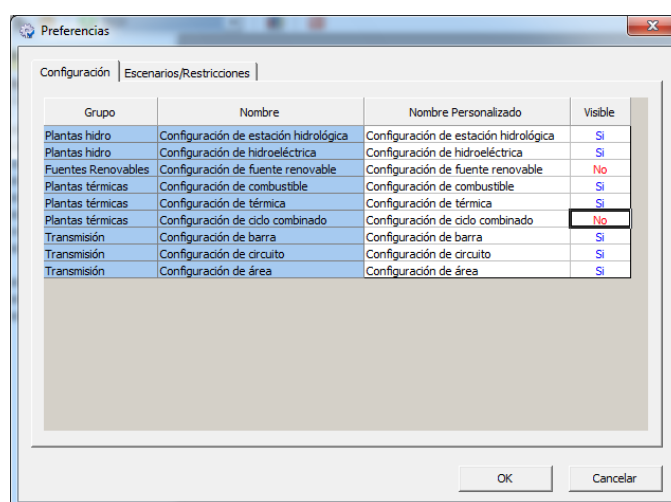 Preferencias
Configuración Escenarios/Restricciones
Grupo Nombre Nombre Personalizado Visible
Plantas hidro Configuración de estación hidrológica Configuración de estación hidrológica Si
Plantas hidro Configuración de hidroeléctrica Configuración de hidroeléctrica Si
Fuentes Renovables Configuración de fuente renovable Configuración de fuente renovable No
Plantas térmicas Configuración de combustible Configuración de combustible Si
Plantas térmicas Configuración de térmica Configuración de térmica Si
Plantas térmicas Configuración de ciclo combinado Configuración de ciclo combinado No
Transmisión Configuración de barra Configuración de barra Si
Transmisión Configuración de circuito Configuración de circuito Si
Transmisión Configuración de área Configuración de área Si
OK Cancelar